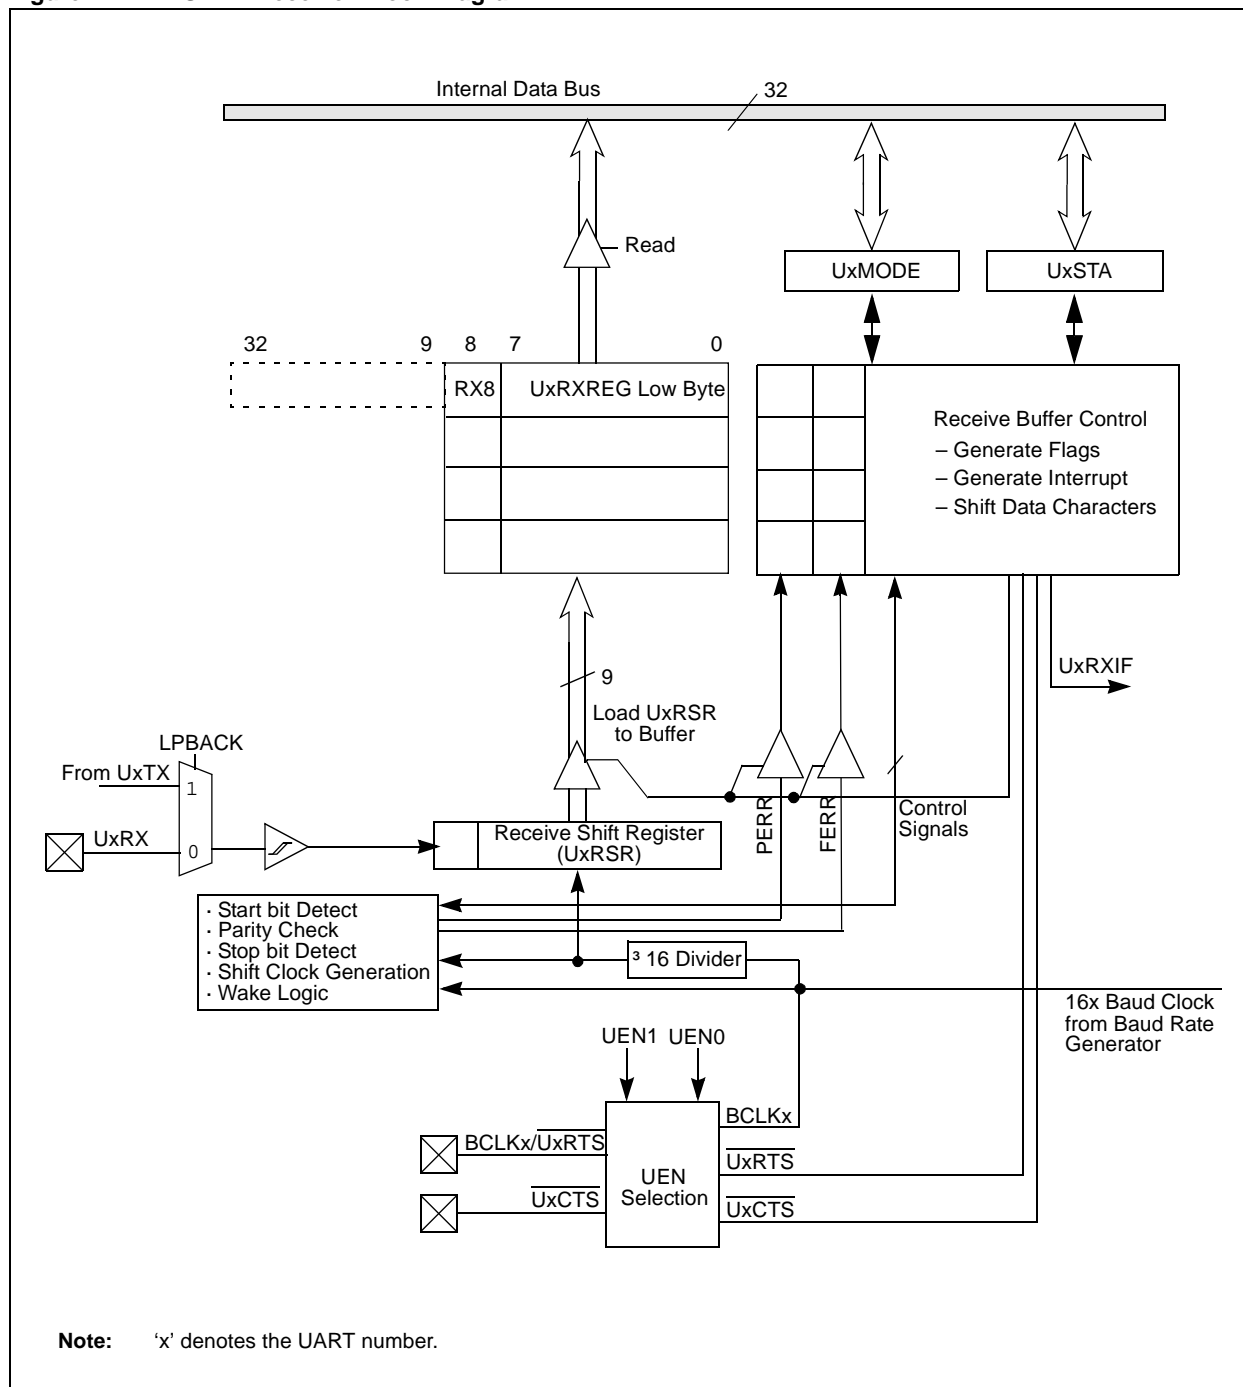 Internal Data Bus
32
Read
UxMODE
UxSTA
32 9 8 7 0
RX8
UxRXREG Low Byte
Receive Buffer Control
– Generate Flags
– Generate Interrupt
– Shift Data Characters
9
UxRXIF
Load UxRSR
to Buffer
LPBACK
From UxTX
1
UxRX
0
Receive Shift Register
(UxRSR)
PERR
FERR
Control
Signals
· Start bit Detect
· Parity Check
· Stop bit Detect
· Shift Clock Generation
· Wake Logic
³ 16 Divider
16x Baud Clock
from Baud Rate
Generator
UEN1 UEN0
BCLKx
BCLKx/UxRTS
UxRTS
UEN
Selection
UxCTS
UxCTS
Note: ‘x’ denotes the UART number.